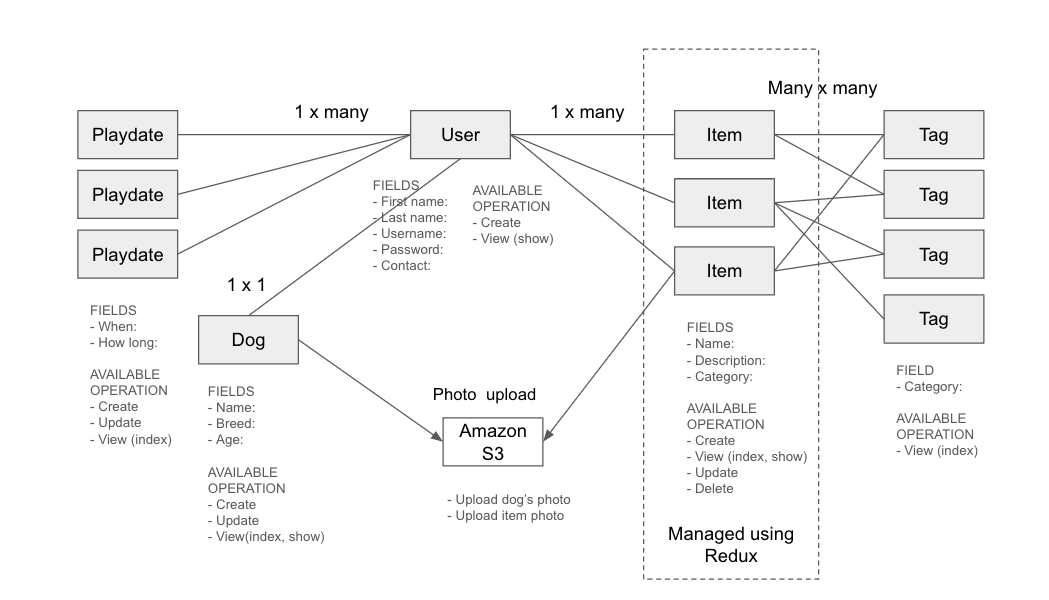 Many x many
1 x many
1 x many
Playdate
User
Item
Tag
Playdate
Item
Tag
Playdate
Item
Tag
Tag
FIELDS
- First name:
- Last name:
- Username:
- Password:
- Contact:
AVAILABLE
OPERATION
- Create
- View (show)
1 x 1
Dog
FIELDS
- When:
- How long:
AVAILABLE
OPERATION
- Create
- Update
- View (index)
FIELDS
- Name:
- Breed:
- Age:
AVAILABLE
OPERATION
- Create
- Update
- View(index, show)
Photo upload
Amazon
S3
- Upload dog's photo
- Upload item photo
FIELDS
- Name:
- Description:
- Category:
AVAILABLE
OPERATION
- Create
- View (index, show)
- Update
- Delete
Managed using
Redux
FIELD
- Category:
AVAILABLE
OPERATION
- View (index)